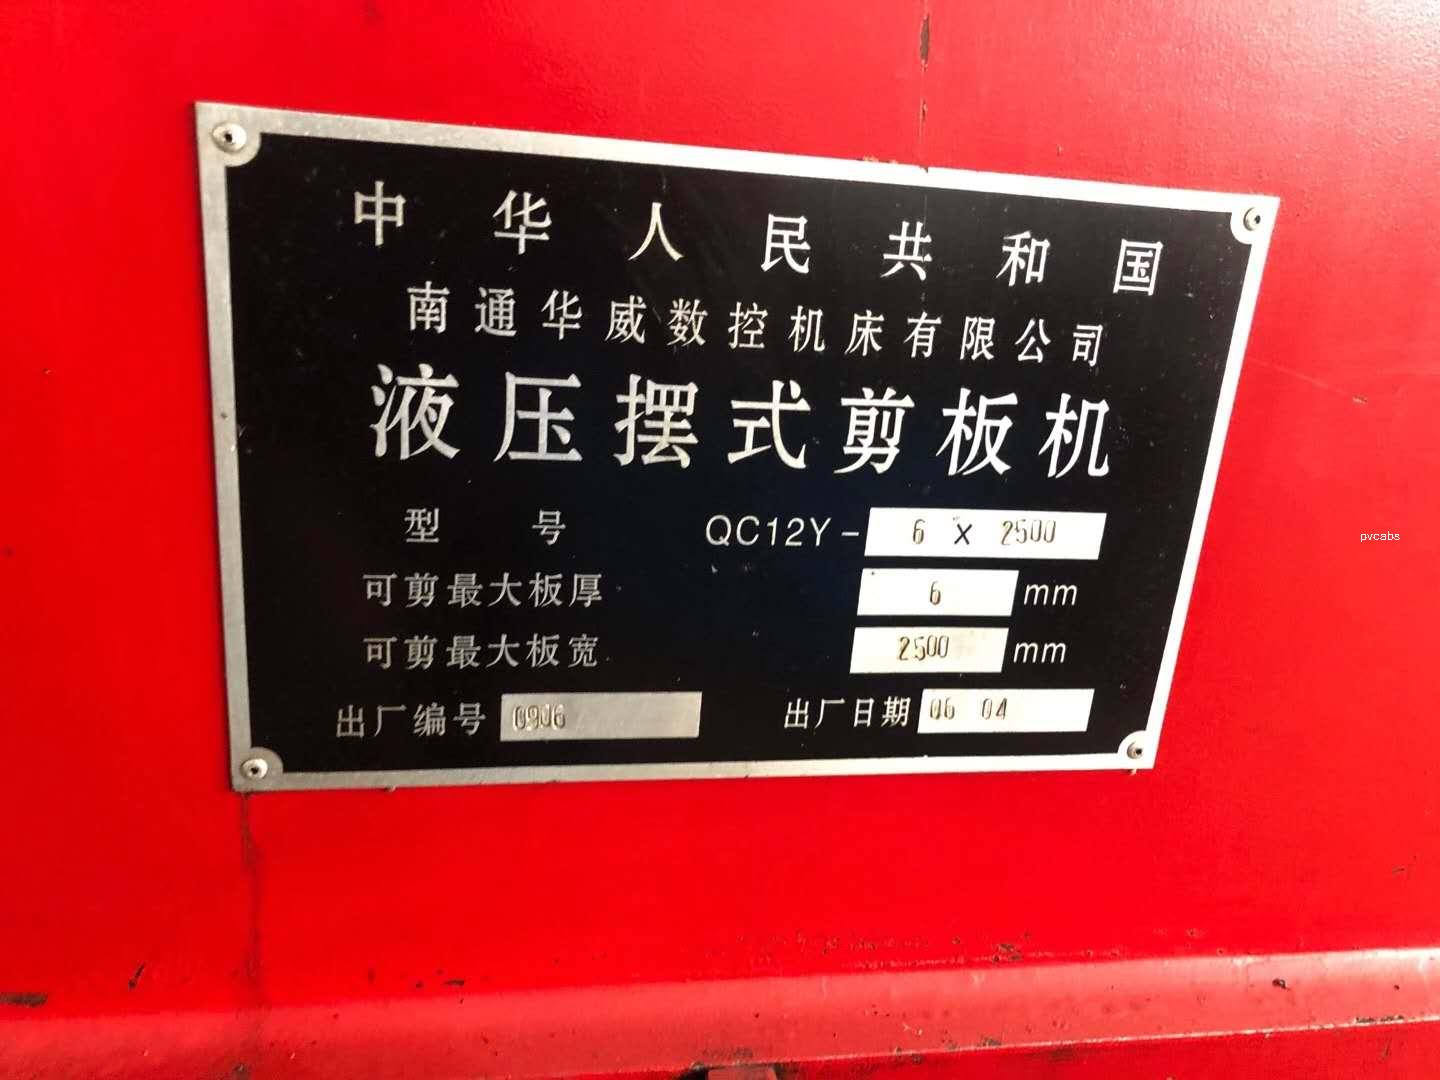 中华人民共和国
南通华威数控机床有限公司
液压摆式剪板机
型 号 QC12Y- 6 X 2500
可剪最大板厚 6 mm
可剪最大板宽 2500 mm
出厂编号 0906 出厂日期 06 04
pvcabs